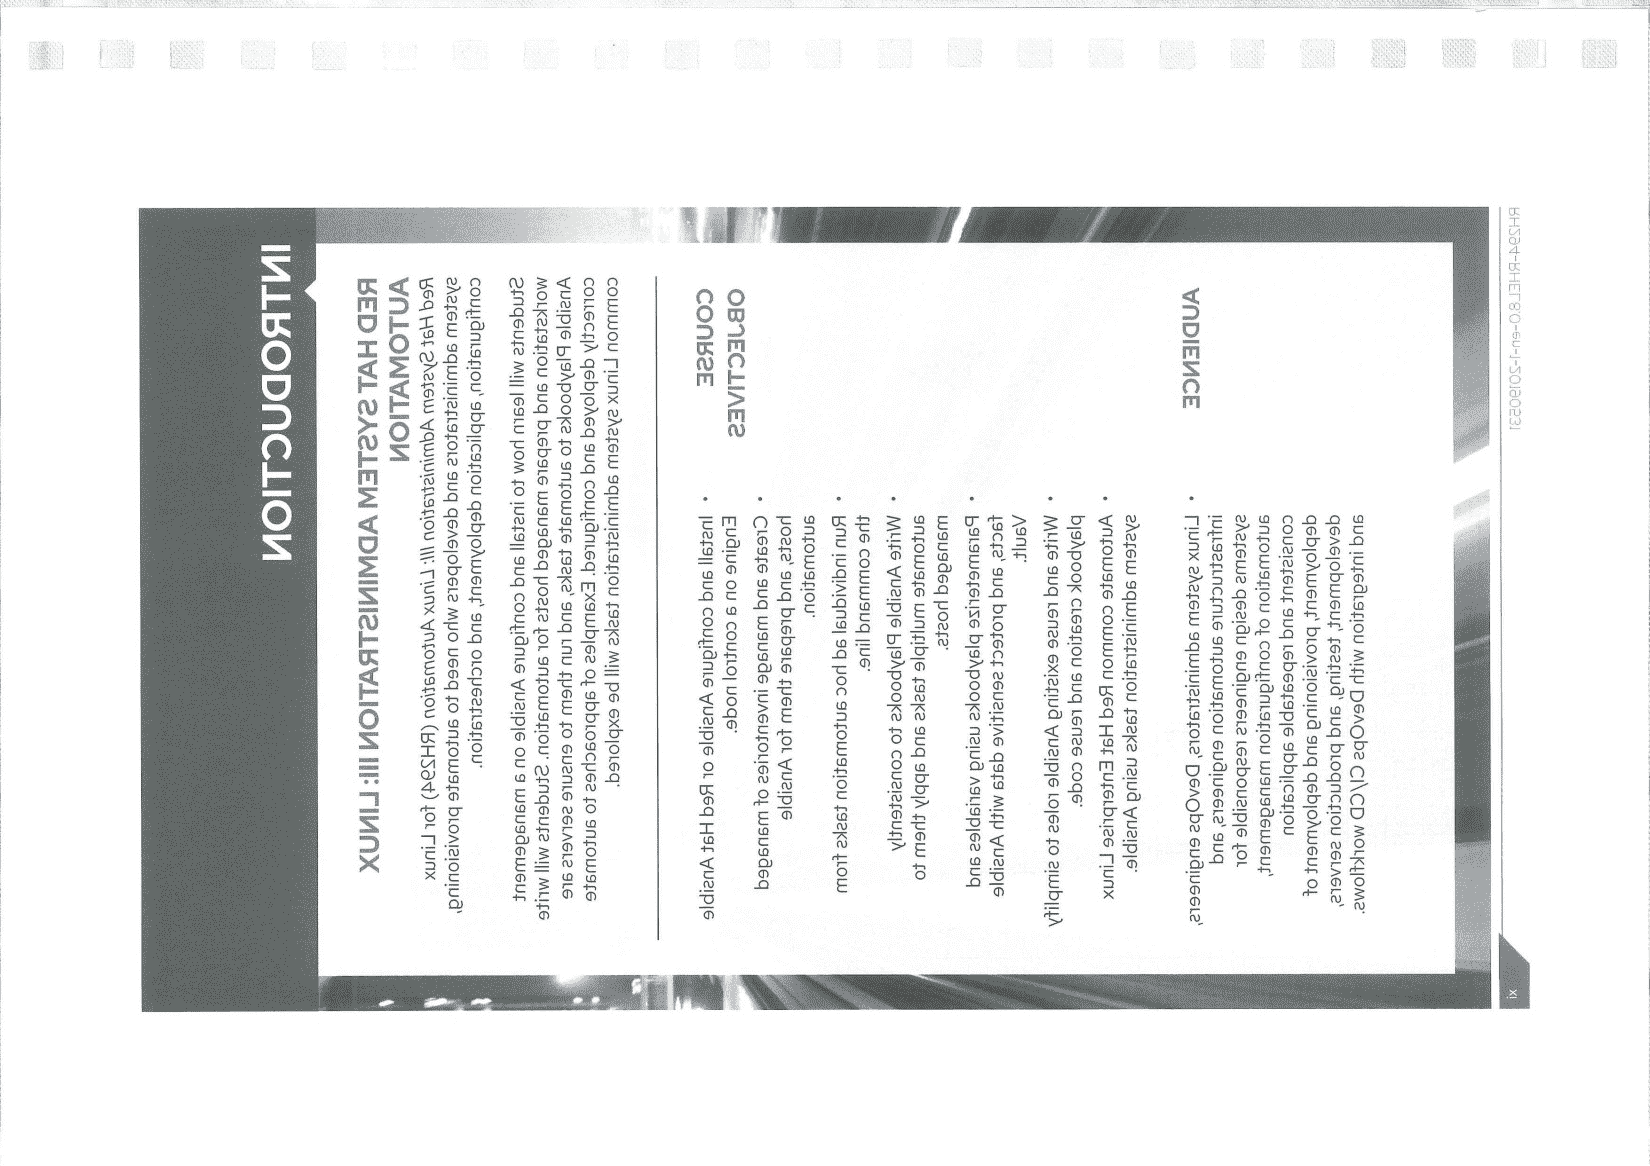 INTRODUCTION
RED HAT SYSTEM ADMINISTRATION III: LINUX
AUTOMATION
Red Hat System Administration III: Linux Automation (RH294) for Linux
system administrators and developers who need to automate provisioning,
configuration, application deployment, and orchestration.
Students will learn how to install and configure Ansible on a management
workstation and prepare managed hosts for automation. Students will write
Ansible Playbooks to automate tasks, and, run them to ensure servers are
correctly deployed and configured. Examples of approaches to automate
common Linux system administration tasks will be explored.
COURSE
OBJECTIVES
• Install and configure Ansible or Red Hat Ansible
Engine on a control node.
• Create and manage inventories of managed
hosts, and, prepare them for Ansible
automation.
• Run individual ad hoc automation tasks from
the command line.
• Write Ansible Playbooks to consistently
automate multiple tasks and apply them to
managed hosts.
• Parameterize playbooks using variables and
facts, and protect sensitive data with Ansible
Vault.
• Write and reuse existing Ansible roles to simplify
playbook creation and reuse code.
• Automate common Red Hat Enterprise Linux
system administration tasks using Ansible.
AUDIENCE
• Linux system administrators, DevOps engineers,
infrastructure automation engineers, and
systems design engineers responsible for
automation of configuration management,
consistent and repeatable application
deployment, provisioning and deployment of
development, testing, and production servers,
and integration with DevOps CI/CD workflows.
RH294-RHEL8.0-en-1-20190531
xi